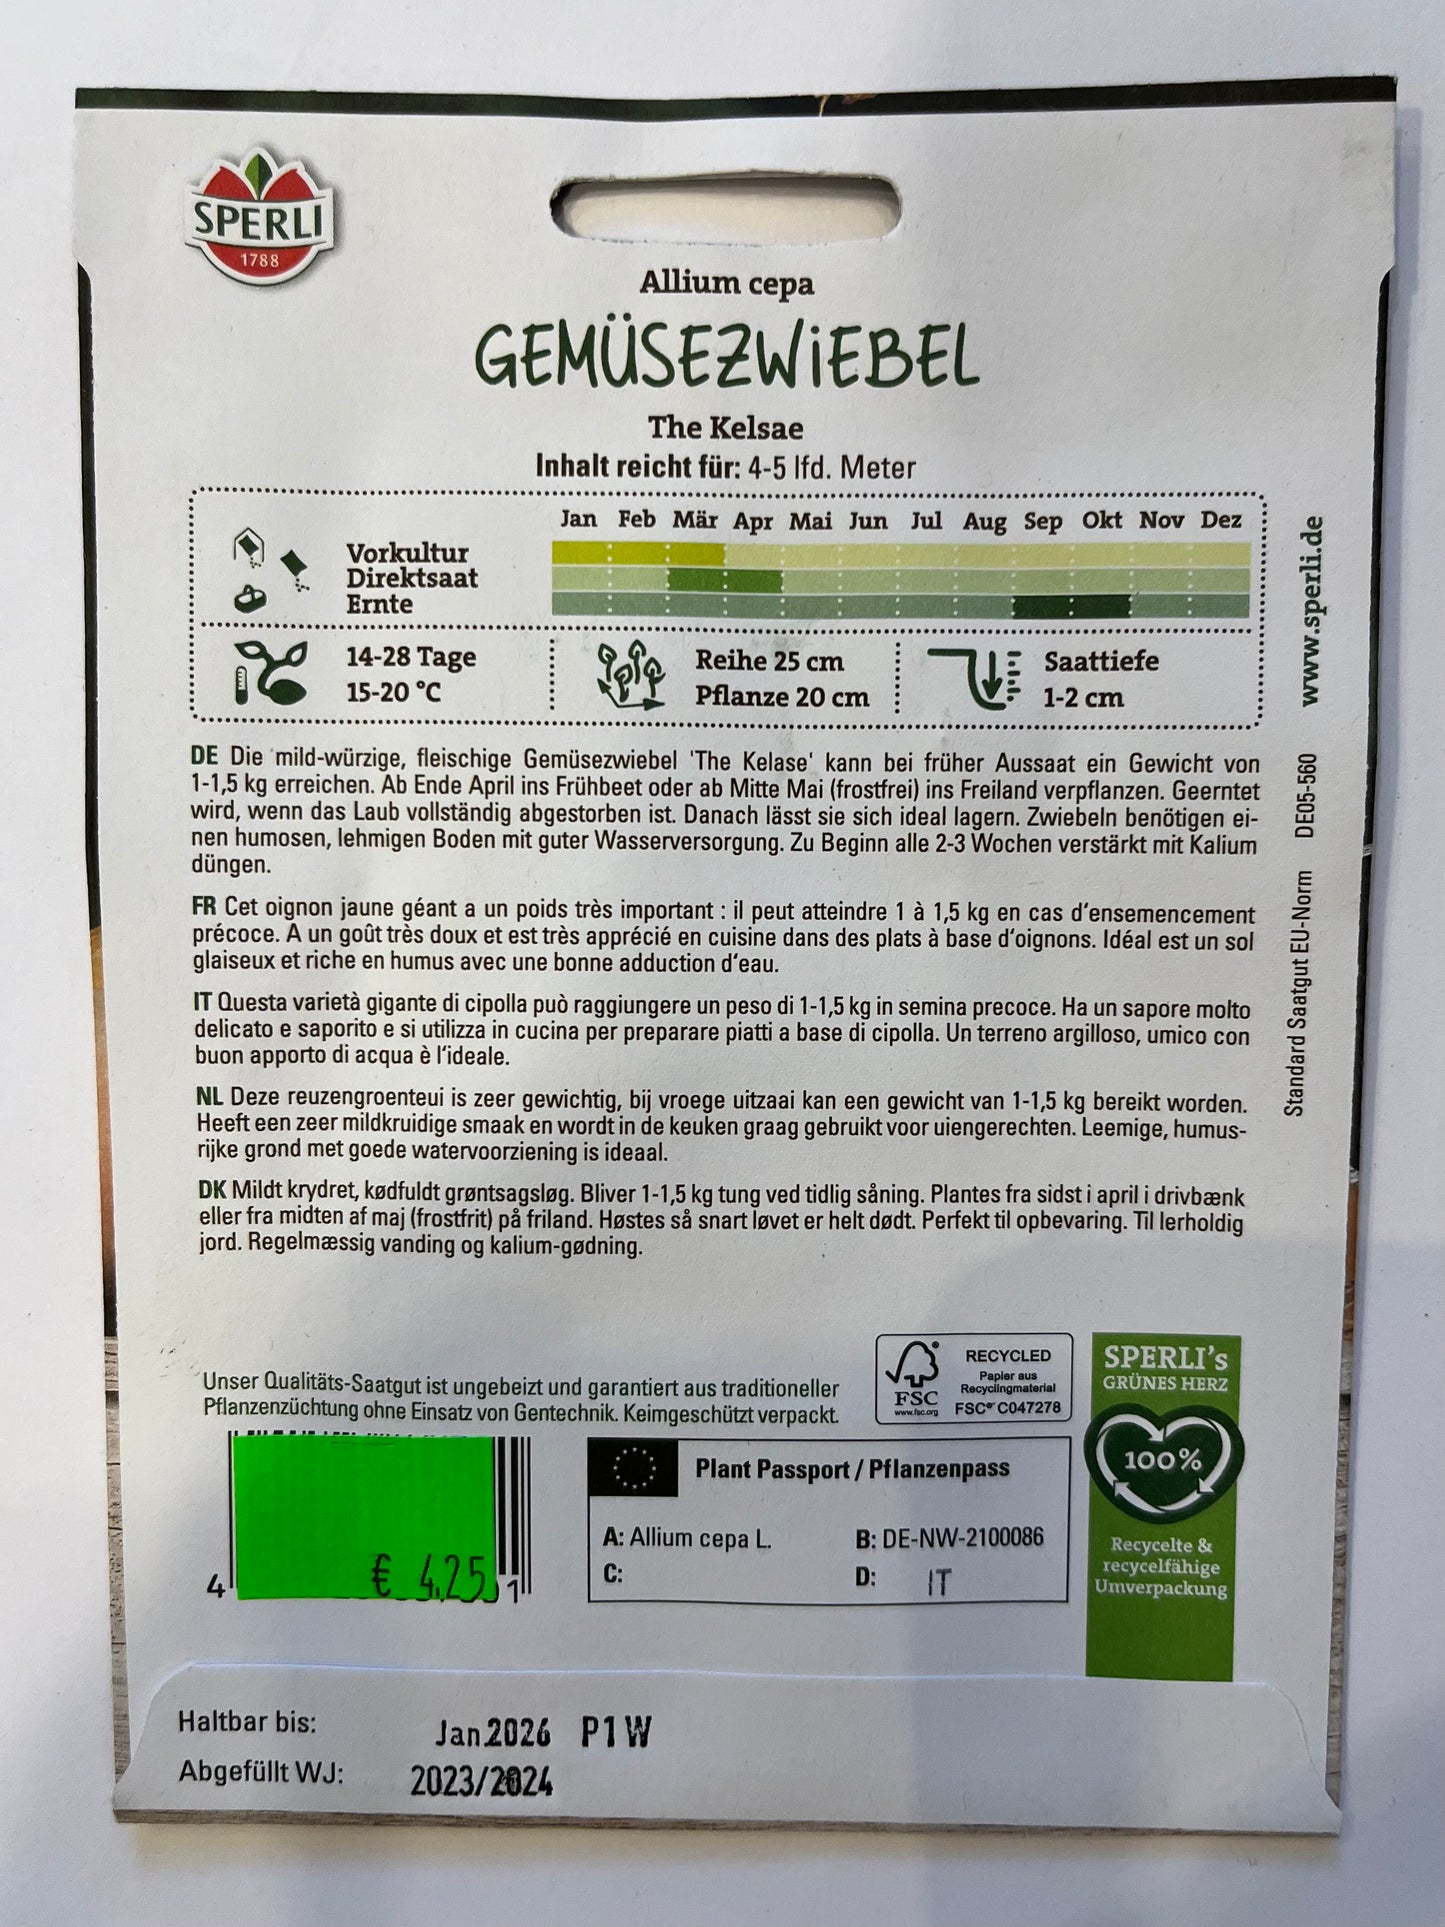 SPERLI
1788
Allium cepa
GEMÜSEZWiEBEL
The Kelsae
Inhalt reicht für: 4-5 lfd. Meter
Jan Feb Mär Apr Mai Jun Jul Aug Sep Okt Nov Dez
Vorkultur
Direktsaat
Ernte
14-28 Tage
15-20 °C
Reihe 25 cm
Pflanze 20 cm
Saattiefe
1-2 cm
www.sperli.de
DE05-560
Standard Saatgut EU-Norm
DE Die mild-würzige, fleischige Gemüsezwiebel 'The Kelase' kann bei früher Aussaat ein Gewicht von
1-1,5 kg erreichen. Ab Ende April ins Frühbeet oder ab Mitte Mai (frostfrei) ins Freiland verpflanzen. Geerntet
wird, wenn das Laub vollständig abgestorben ist. Danach lässt sie sich ideal lagern. Zwiebeln benötigen ei-
nen humosen, lehmigen Boden mit guter Wasserversorgung. Zu Beginn alle 2-3 Wochen verstärkt mit Kalium
düngen.
FR Cet oignon jaune géant a un poids très important : il peut atteindre 1 à 1,5 kg en cas d'ensemencement
précoce. A un goût très doux et est très apprécié en cuisine dans des plats à base d'oignons. Idéal est un sol
glaiseux et riche en humus avec une bonne adduction d'eau.
IT Questa varietà gigante di cipolla può raggiungere un peso di 1-1,5 kg in semina precoce. Ha un sapore molto
delicato e saporito e si utilizza in cucina per preparare piatti a base di cipolla. Un terreno argilloso, umico con
buon apporto di acqua è l'ideale.
NL Deze reuzengroenteui is zeer gewichtig, bij vroege uitzaai kan een gewicht van 1-1,5 kg bereikt worden.
Heeft een zeer mildkruidige smaak en wordt in de keuken graag gebruikt voor uiengerechten. Leemige, humus-
rijke grond met goede watervoorziening is ideaal.
DK Mildt krydret, kødfuldt grøntsagsløg. Bliver 1-1,5 kg tung ved tidlig såning. Plantes fra sidst i april i drivbænk
eller fra midten af maj (frostfrit) på friland. Høstes så snart løvet er helt dødt. Perfekt til opbevaring. Til lerholdig
jord. Regelmæssig vanding og kalium-gødning.
Unser Qualitäts-Saatgut ist ungebeizt und garantiert aus traditioneller
Pflanzenzüchtung ohne Einsatz von Gentechnik. Keimgeschützt verpackt.
FSC
www.fsc.org
RECYCLED
Papier aus
Recyclingmaterial
FSC® C047278
SPERLI's
GRÜNES HERZ
100%
Recycelte &
recycelfähige
Umverpackung
€ 4,25
4 1
Plant Passport / Pflanzenpass
A: Allium cepa L. B: DE-NW-2100086
C: D: IT
Haltbar bis: Jan.2026 P1W
Abgefüllt WJ: 2023/2024